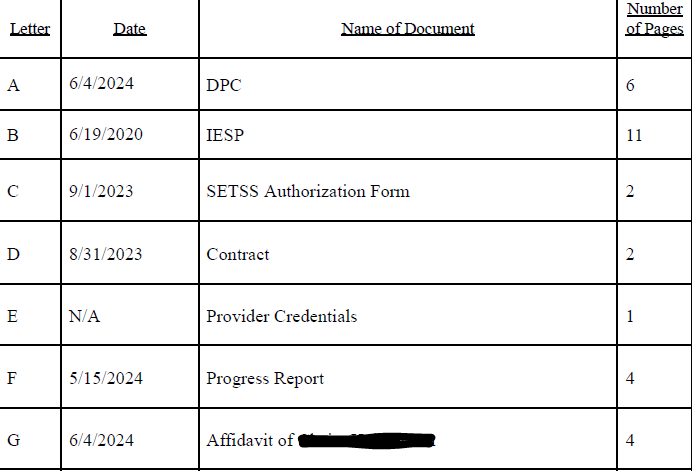 Letter Date Name of Document Number of Pages
A 6/4/2024 DPC 6
B 6/19/2020 IESP 11
C 9/1/2023 SETSS Authorization Form 2
D 8/31/2023 Contract 2
E N/A Provider Credentials 1
F 5/15/2024 Progress Report 4
G 6/4/2024 Affidavit of 4